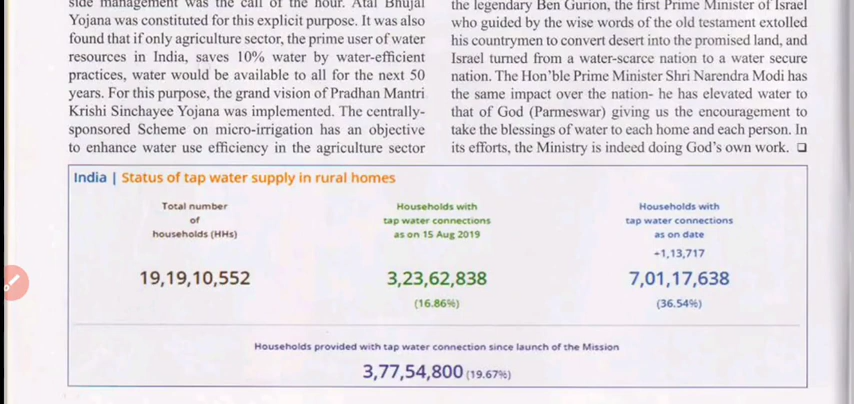 side management was the call of the hour. Atal Bhujal
Yojana was constituted for this explicit purpose. It was also
found that if only agriculture sector, the prime user of water
resources in India, saves 10% water by water-efficient
practices, water would be available to all for the next 50
years. For this purpose, the grand vision of Pradhan Mantri
Krishi Sinchayee Yojana was implemented. The centrally-
sponsored Scheme on micro-irrigation has an objective
to enhance water use efficiency in the agriculture sector
the legendary Ben Gurion, the first Prime Minister of Israel
who guided by the wise words of the old testament extolled
his countrymen to convert desert into the promised land, and
Israel turned from a water-scarce nation to a water secure
nation. The Hon'ble Prime Minister Shri Narendra Modi has
the same impact over the nation- he has elevated water to
that of God (Parmeswar) giving us the encouragement to
take the blessings of water to each home and each person. In
its efforts, the Ministry is indeed doing God's own work. ❑
India | Status of tap water supply in rural homes
Total number
of
households (HHs)
19,19,10,552
Households with
tap water connections
as on 15 Aug 2019
3,23,62,838
(16.86%)
Households with
tap water connections
as on date
+1,13,717
7,01,17,638
(36.54%)
Households provided with tap water connection since launch of the Mission
3,77,54,800 (19.67%)